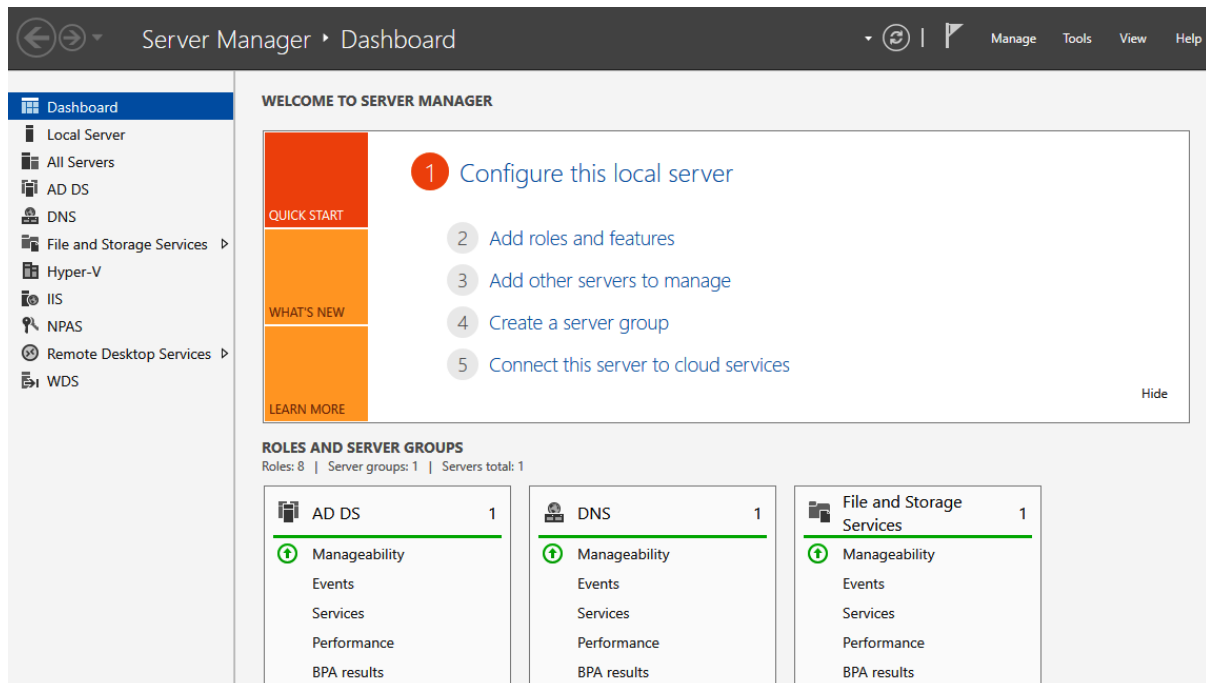 Server Manager ‣ Dashboard
Manage Tools View Help
Dashboard
Local Server
All Servers
AD DS
DNS
File and Storage Services
Hyper-V
IIS
NPAS
Remote Desktop Services
WDS
WELCOME TO SERVER MANAGER
QUICK START
WHAT'S NEW
LEARN MORE
1 Configure this local server
2 Add roles and features
3 Add other servers to manage
4 Create a server group
5 Connect this server to cloud services
Hide
ROLES AND SERVER GROUPS
Roles: 8 | Server groups: 1 | Servers total: 1
AD DS 1
Manageability
Events
Services
Performance
BPA results
DNS 1
Manageability
Events
Services
Performance
BPA results
File and Storage
Services 1
Manageability
Events
Services
Performance
BPA results